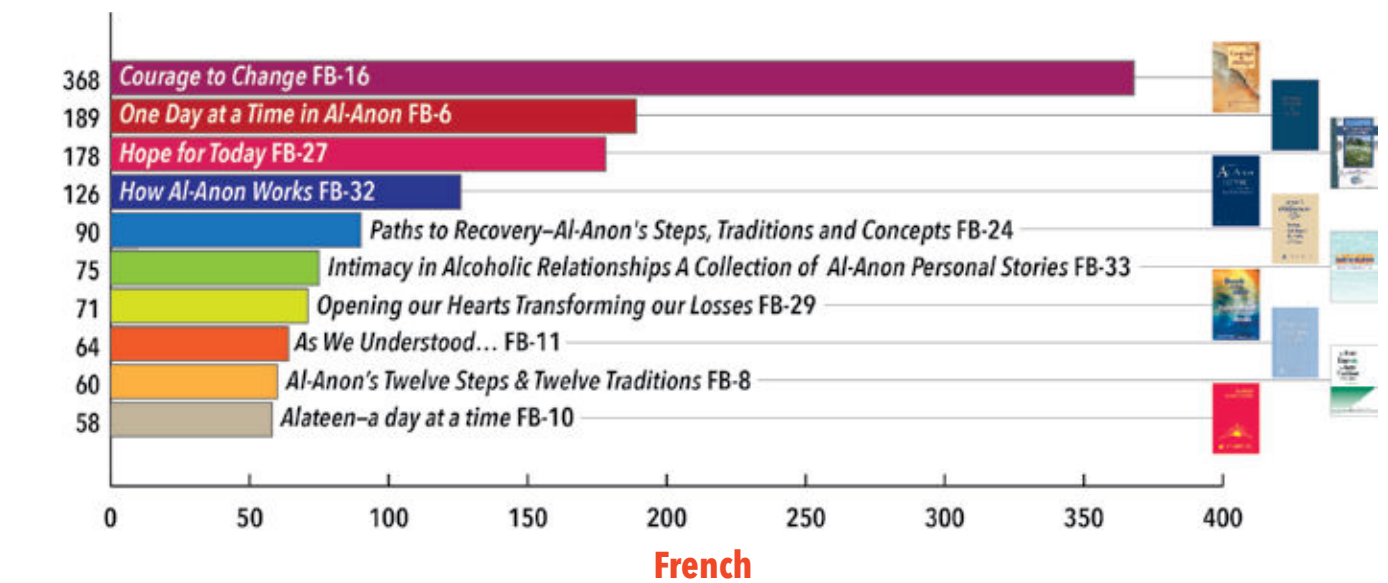 368 Courage to Change FB-16
189 One Day at a Time in Al-Anon FB-6
178 Hope for Today FB-27
126 How Al-Anon Works FB-32
90 Paths to Recovery–Al-Anon's Steps, Traditions and Concepts FB-24
75 Intimacy in Alcoholic Relationships A Collection of Al-Anon Personal Stories FB-33
71 Opening our Hearts Transforming our Losses FB-29
64 As We Understood... FB-11
60 Al-Anon’s Twelve Steps & Twelve Traditions FB-8
58 Alateen–a day at a time FB-10
0 50 100 150 200 250 300 350 400
French